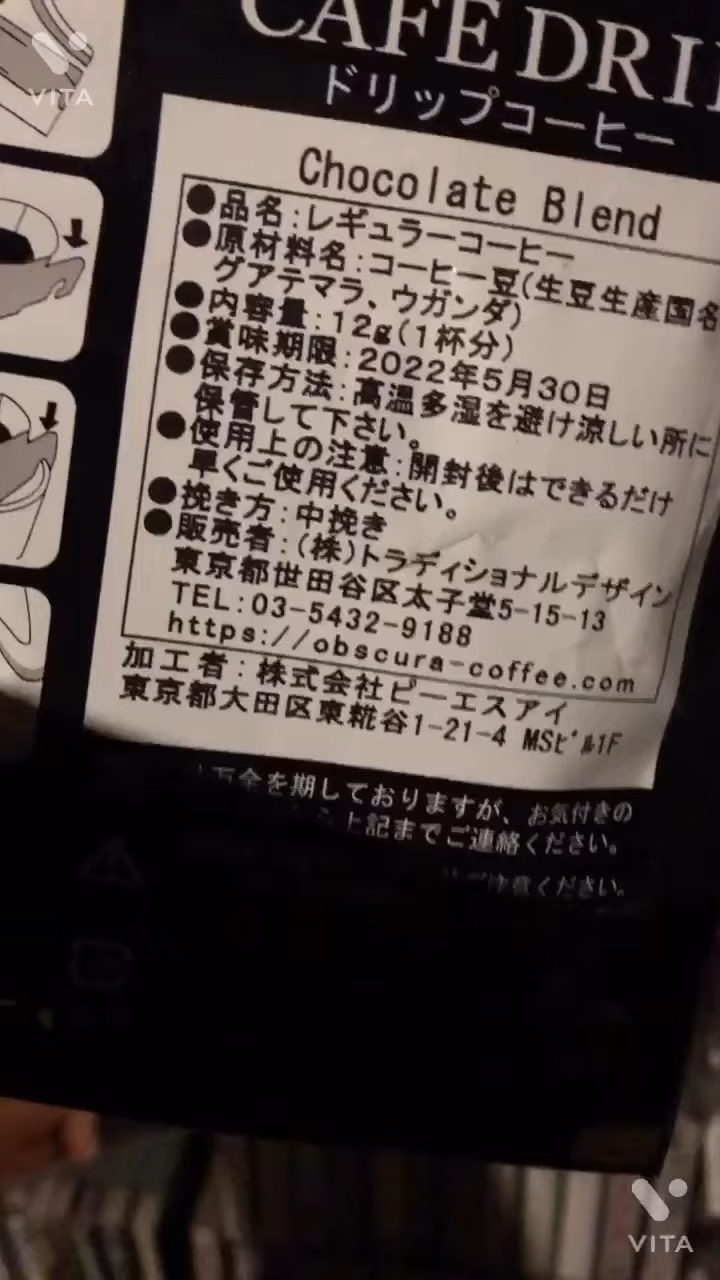 VITA
CAFE DRI
ドリップコーヒー
Chocolate Blend
●品名:レギュラーコーヒー
●原材料名:コーヒー豆(生豆生産国名
グアテマラ、ウガンダ)
●内容量:12g(1杯分)
●賞味期限:2022年5月30日
●保存方法:高温多湿を避け涼しい所に
保管して下さい。
●使用上の注意:開封後はできるだけ
早くご使用ください。
●挽き方:中挽き
●販売者:(株)トラディショナルデザイン
東京都世田谷区太子堂5-15-13
TEL:03-5432-9188
https://obscura-coffee.com
加工者:株式会社ピーエスアイ
東京都大田区東糀谷1-21-4 MSビル1F
万全を期しておりますが、お気付きの
上記までご連絡ください。
ご注意ください。
VITA